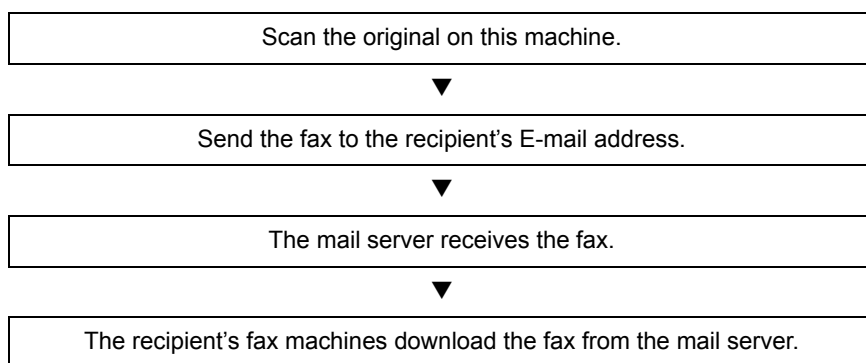 Scan the original on this machine.
Send the fax to the recipient's E-mail address.
The mail server receives the fax.
The recipient's fax machines download the fax from the mail server.